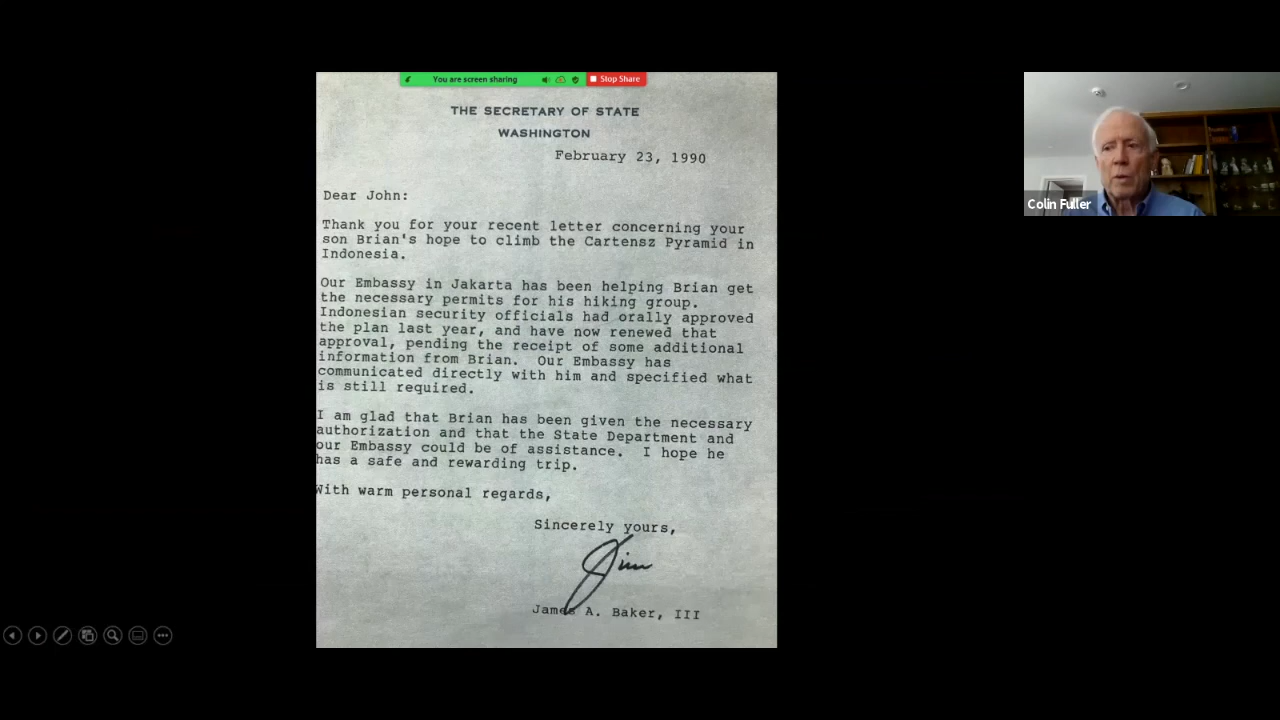 You are screen sharing
Stop Share
THE SECRETARY OF STATE
WASHINGTON
February 23, 1990
Dear John:
Thank you for your recent letter concerning your
son Brian's hope to climb the Cartensz Pyramid in
Indonesia.
Our Embassy in Jakarta has been helping Brian get
the necessary permits for his hiking group.
Indonesian security officials had orally approved
the plan last year, and have now renewed that
approval, pending the receipt of some additional
information from Brian.  Our Embassy has
communicated directly with him and specified what
is still required.
I am glad that Brian has been given the necessary
authorization and that the State Department and
our Embassy could be of assistance.  I hope he
has a safe and rewarding trip.
With warm personal regards,
Sincerely yours,
Jim
James A. Baker, III
Colin Fuller